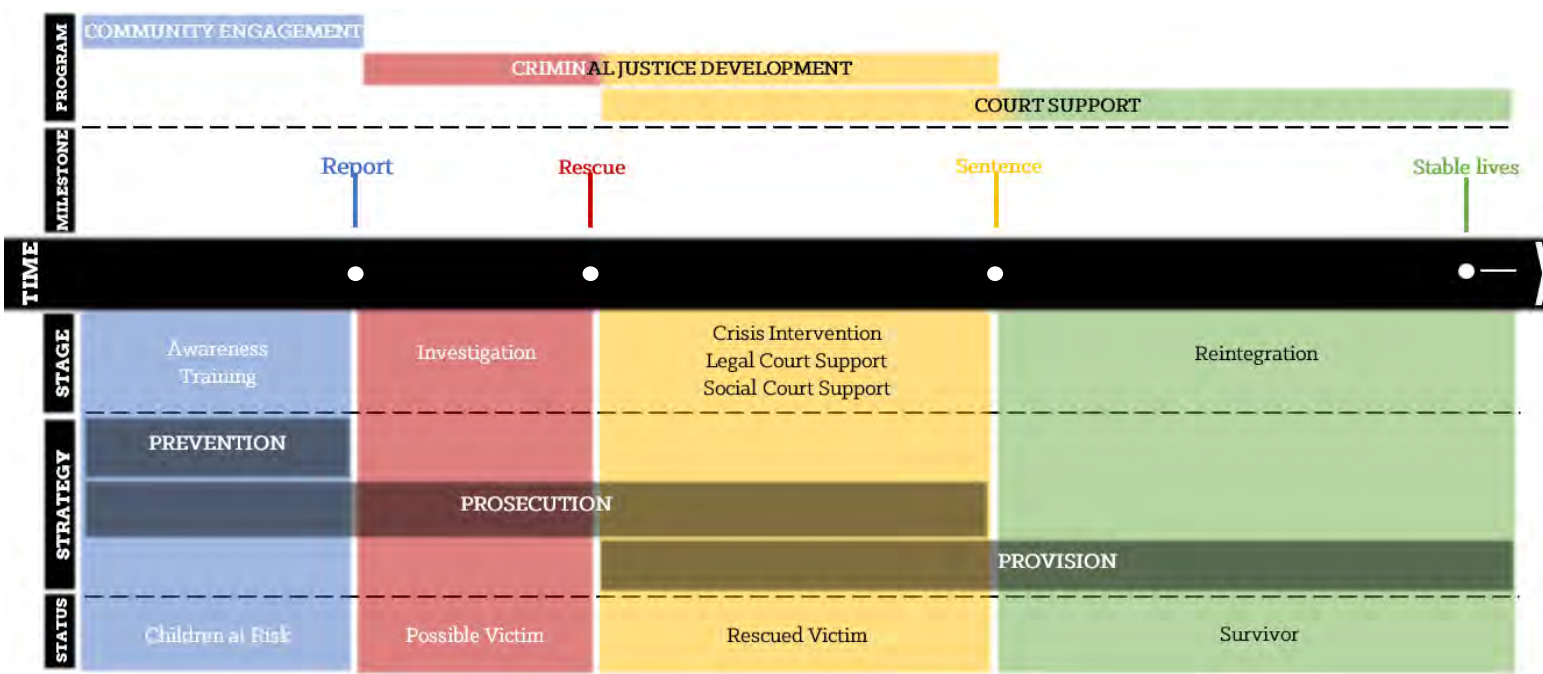 PROGRAM
COMMUNITY ENGAGEMENT
CRIMINAL JUSTICE DEVELOPMENT
COURT SUPPORT
MILESTONE
Report
Rescue
Sentence
Stable lives
TIME
STAGE
Awareness
Training
Investigation
Crisis Intervention
Legal Court Support
Social Court Support
Reintegration
STRATEGY
PREVENTION
PROSECUTION
PROVISION
STATUS
Children at Risk
Possible Victim
Rescued Victim
Survivor